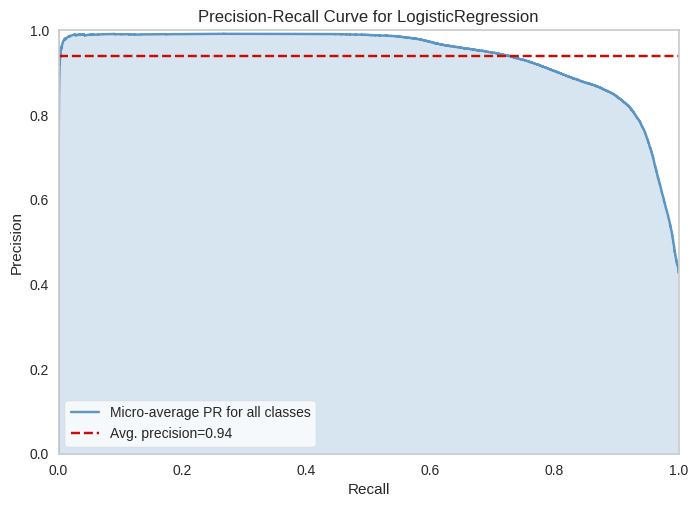 Precision-Recall Curve for LogisticRegression
1.0
0.8
0.6
0.4
0.2
0.0
Precision
Micro-average PR for all classes
Avg. precision=0.94
0.0 0.2 0.4 0.6 0.8 1.0
Recall